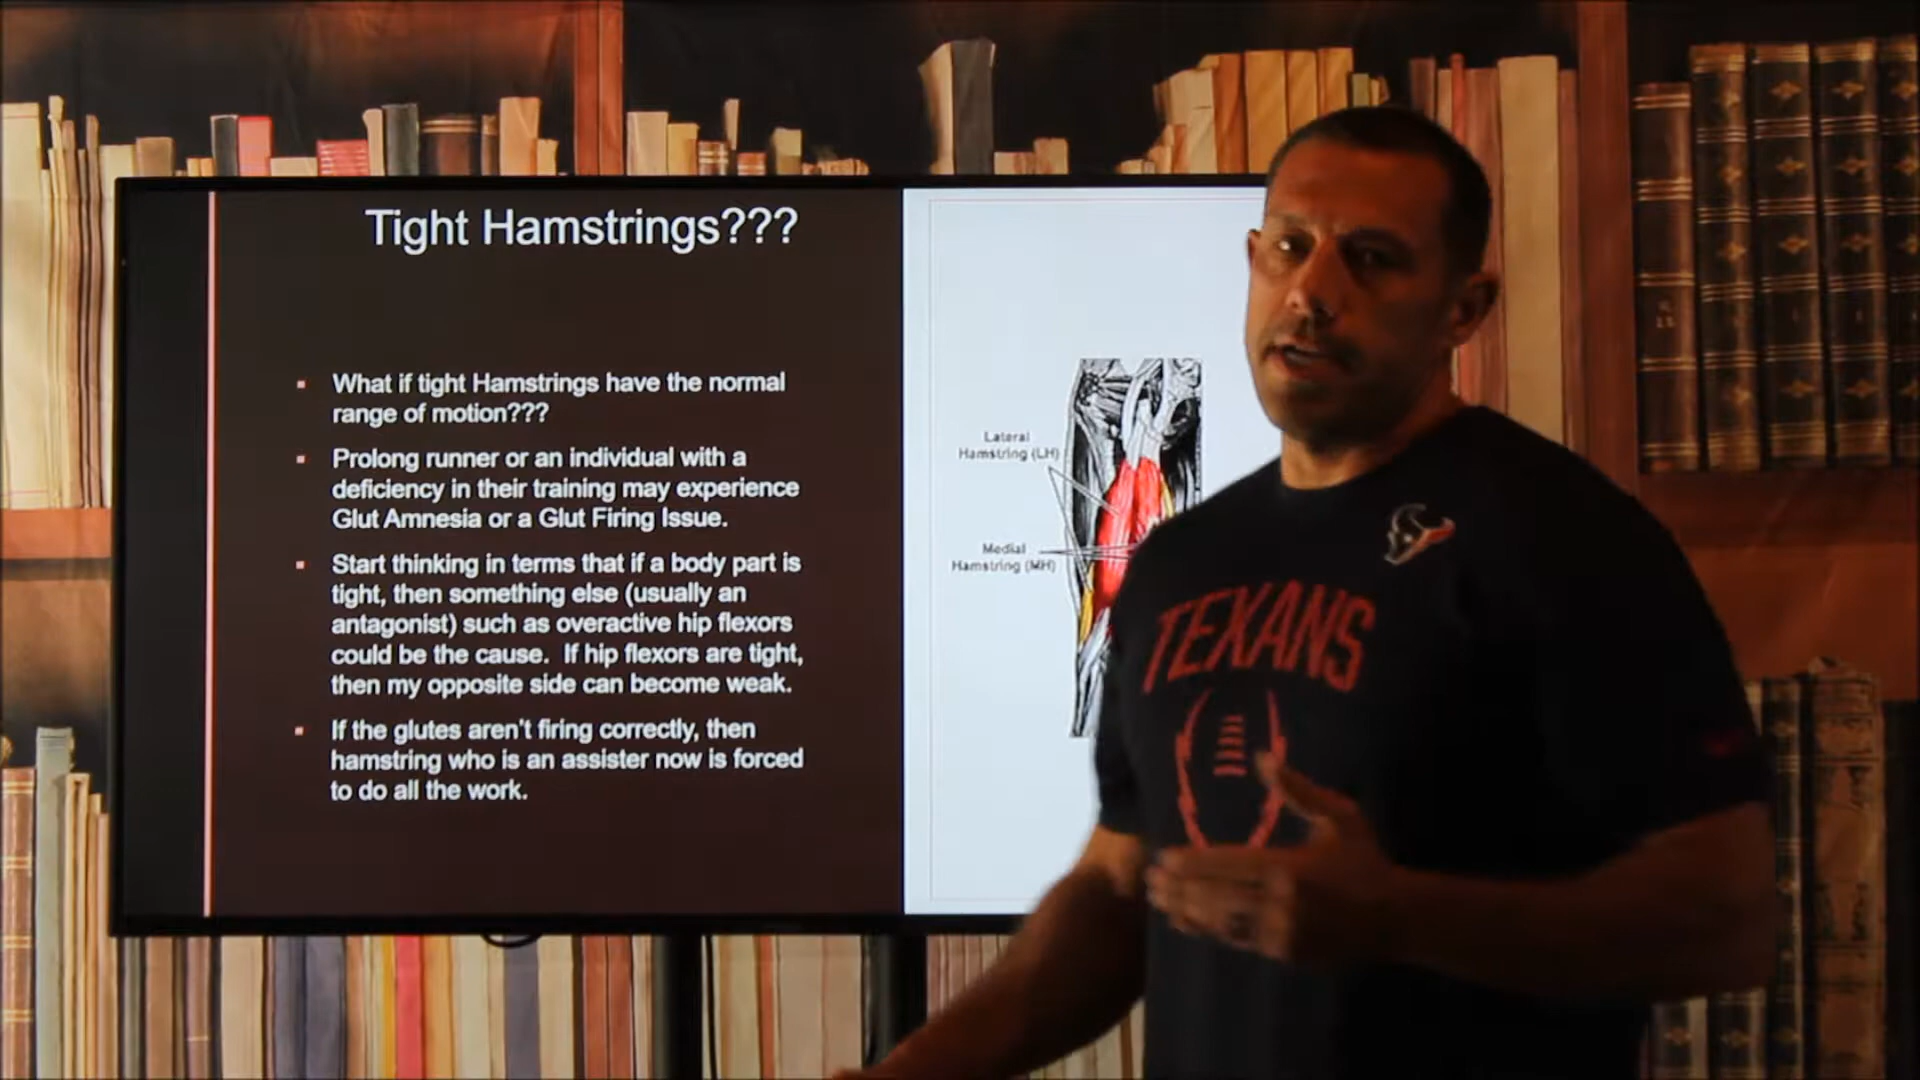 Tight Hamstrings???
What if tight Hamstrings have the normal
range of motion???
Prolong runner or an individual with a
deficiency in their training may experience
Glut Amnesia or a Glut Firing Issue.
Start thinking in terms that if a body part is
tight, then something else (usually an
antagonist) such as overactive hip flexors
could be the cause. If hip flexors are tight,
then my opposite side can become weak.
If the glutes aren't firing correctly, then
hamstring who is an assister now is forced
to do all the work.
Lateral
Hamstring (LH)
Medial
Hamstring (MH)
TEXANS